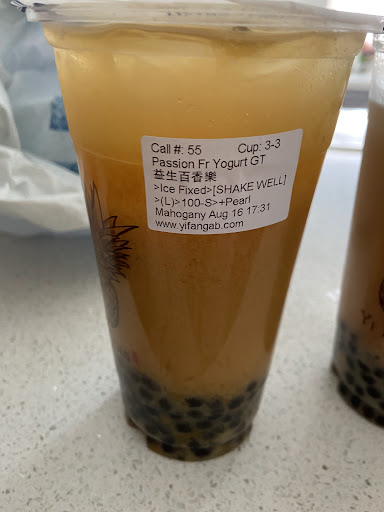 Call #: 55 Cup: 3-3
Passion Fr Yogurt GT
益生百香樂
>Ice Fixed>[SHAKE WELL]
>(L)>100-S>+Pearl
Mahogany Aug 16 17:31
www.yifangab.com